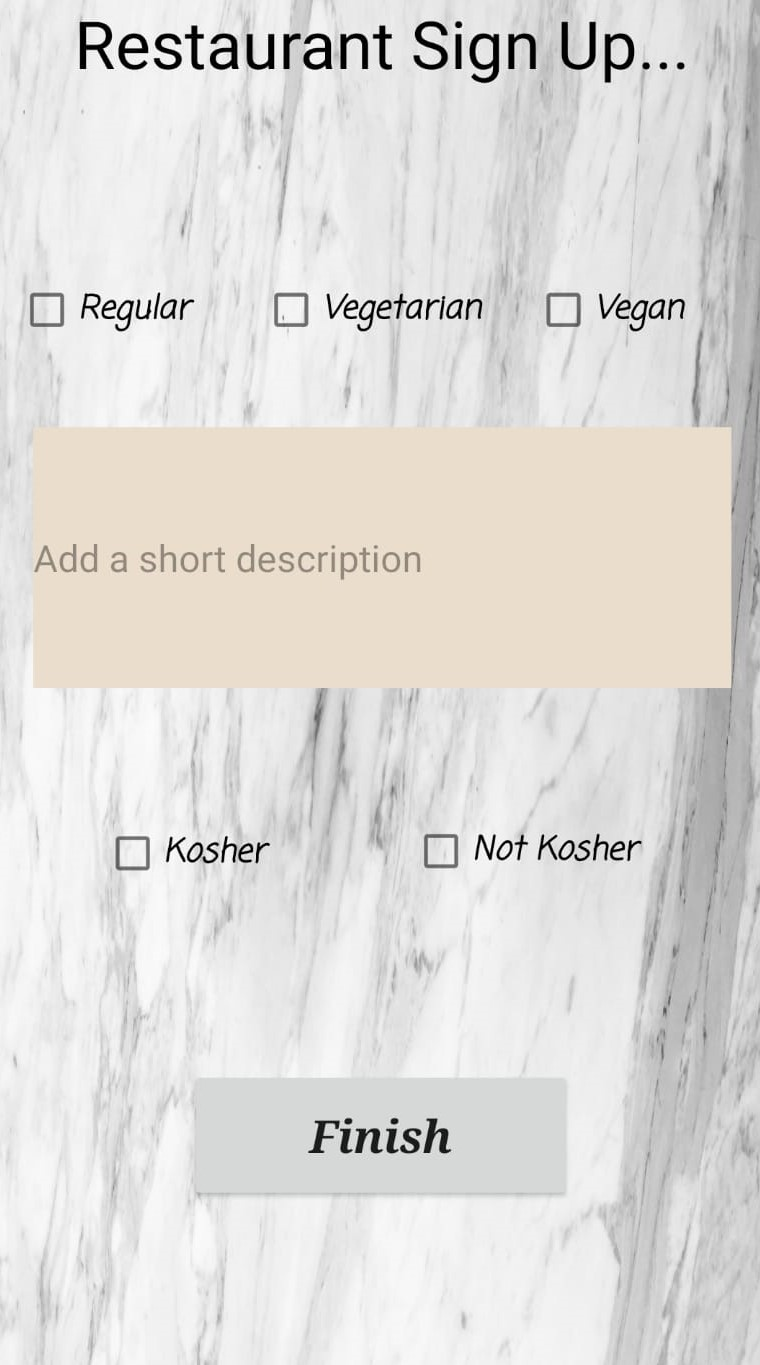 Restaurant Sign Up...
Regular Vegetarian Vegan
Add a short description
Kosher Not Kosher
Finish